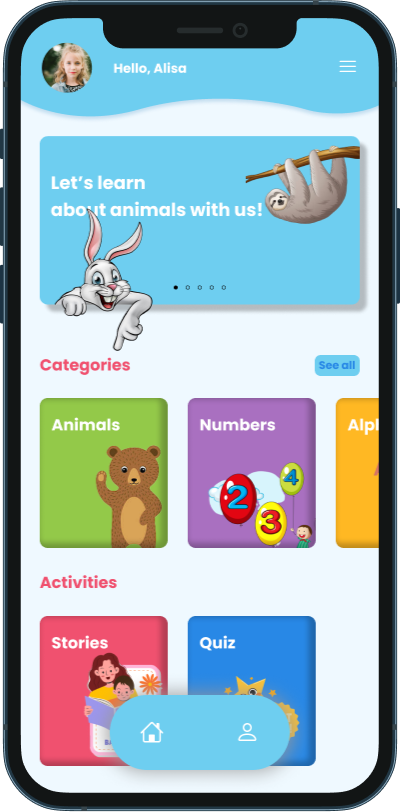 Hello, Alisa
Let's learn
about animals with us!
Categories
See all
Animals
Numbers
2
3
4
Activities
Stories
Quiz